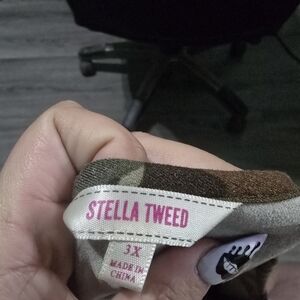 STELLA TWEED
3X
MADE IN
CHINA